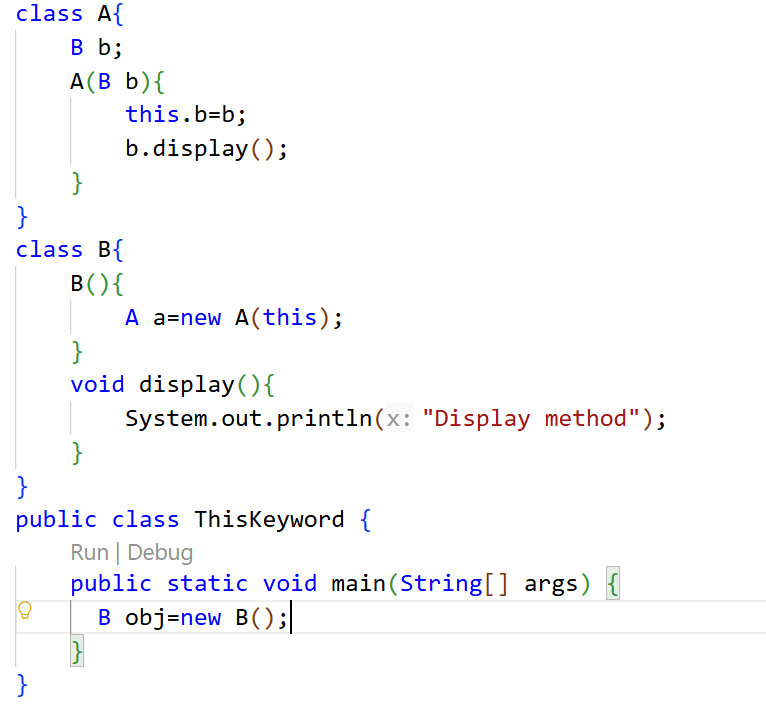 class A{
    B b;
    A(B b){
        this.b=b;
        b.display();
    }
}
class B{
    B(){
        A a=new A(this);
    }
    void display(){
        System.out.println(x: "Display method");
    }
}
public class ThisKeyword {
    Run | Debug
    public static void main(String[] args) {
      B obj=new B();
    }
}